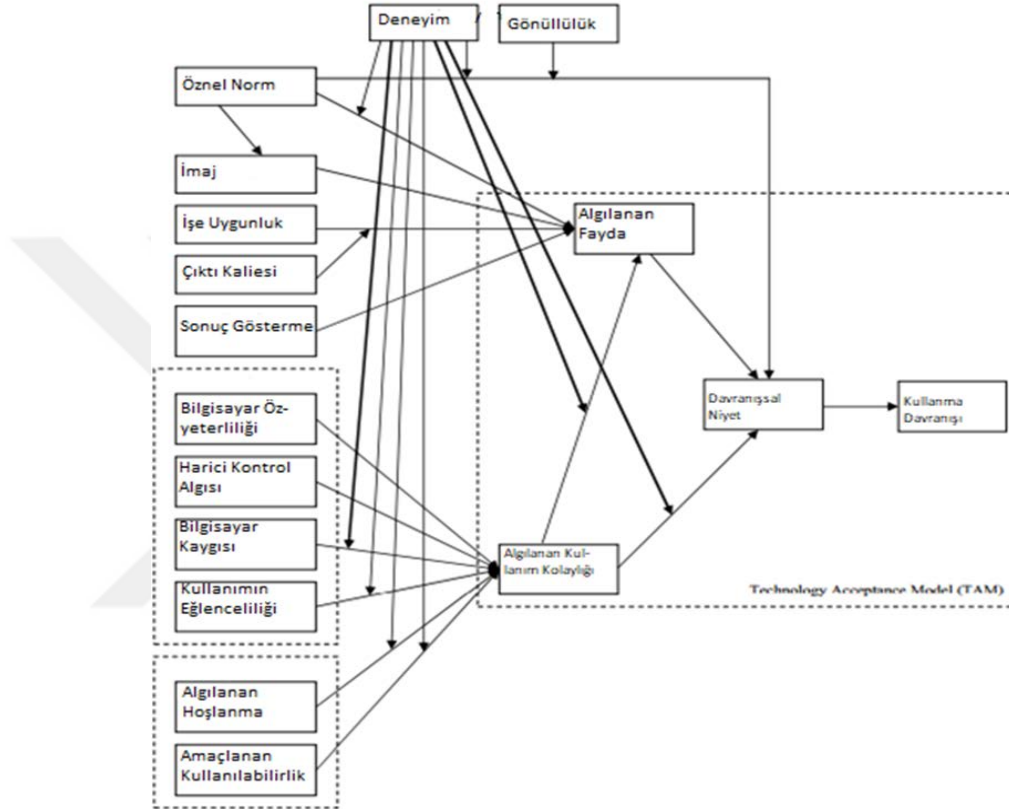 Deneyim
Gönüllülük
Öznel Norm
İmaj
İşe Uygunluk
Çıktı Kaliesi
Sonuç Gösterme
Algılanan
Fayda
Bilgisayar Öz-
yeterliliği
Harici Kontrol
Algısı
Bilgisayar
Kaygısı
Kullanımın
Eğlenceliliği
Algılanan
Hoşlanma
Amaçlanan
Kullanılabilirlik
Algılanan Kul-
lanım Kolaylığı
Davranışsal
Niyet
Kullanma
Davranışı
Technology Acceptance Model (TAM)